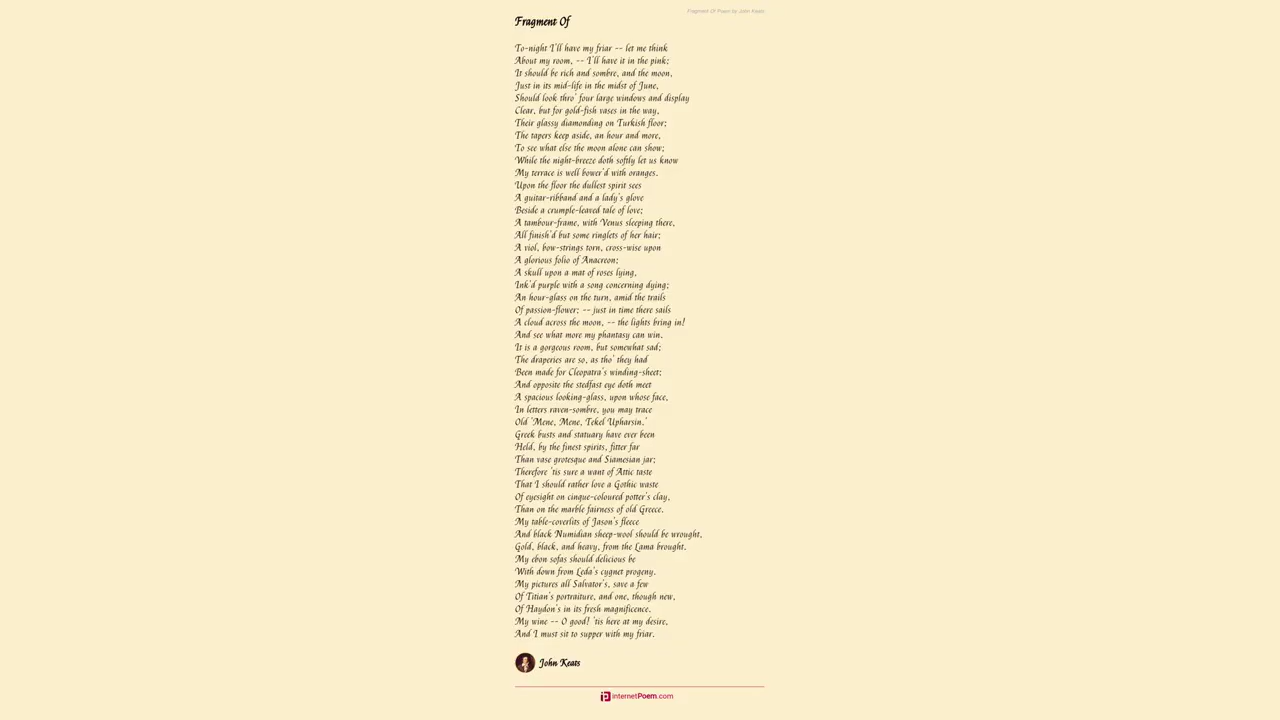 Fragment Of Poem by John Keats
Fragment Of
To-night I'll have my friar -- let me think
About my room, -- I'll have it in the pink;
It should be rich and sombre, and the moon,
Just in its mid-life in the midst of June,
Should look thro' four large windows and display
Clear, but for gold-fish vases in the way,
Their glassy diamonding on Turkish floor;
The tapers keep aside, an hour and more,
To see what else the moon alone can show;
While the night-breeze doth softly let us know
My terrace is well bower'd with oranges.
Upon the floor the dullest spirit sees
A guitar-ribband and a lady's glove
Beside a crumple-leaved tale of love;
A tambour-frame, with Venus sleeping there,
All finish'd but some ringlets of her hair;
A viol, bow-strings torn, cross-wise upon
A glorious folio of Anacreon;
A skull upon a mat of roses lying,
Ink'd purple with a song concerning dying;
An hour-glass on the turn, amid the trails
Of passion-flower; -- just in time there sails
A cloud across the moon, -- the lights bring in!
And see what more my phantasy can win.
It is a gorgeous room, but somewhat sad;
The draperies are so, as tho' they had
Been made for Cleopatra's winding-sheet;
And opposite the stedfast eye doth meet
A spacious looking-glass, upon whose face,
In letters raven-sombre, you may trace
Old 'Mene, Mene, Tekel Upharsin.'
Greek busts and statuary have ever been
Held, by the finest spirits, fitter far
Than vase grotesque and Siamesian jar;
Therefore 'tis sure a want of Attic taste
That I should rather love a Gothic waste
Of eyesight on cinque-coloured potter's clay,
Than on the marble fairness of old Greece.
My table-coverlits of Jason's fleece
And black Numidian sheep-wool should be wrought,
Gold, black, and heavy, from the Lama brought.
My ebon sofas should delicious be
With down from Leda's cygnet progeny.
My pictures all Salvator's, save a few
Of Titian's portraiture, and one, though new,
Of Haydon's in its fresh magnificence.
My wine -- O good! 'tis here at my desire,
And I must sit to supper with my friar.
John Keats
internetPoem.com